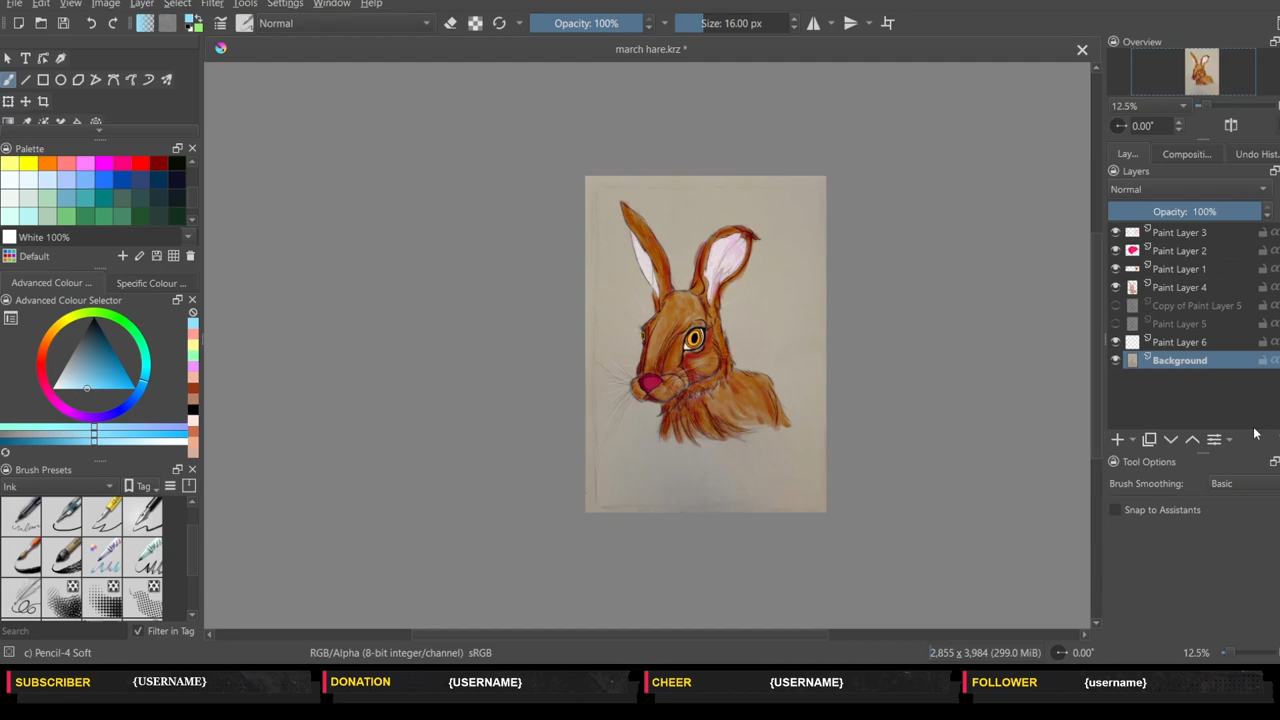 File Edit View Image Layer Select Filter Tools Settings Window Help
Normal Opacity: 100% Size: 16.00 px
march hare.krz *
Overview
12.5%
0.00°
Palette
White 100%
Default
Advanced Colour ... Specific Colour ...
Advanced Colour Selector
Brush Presets
Ink Tag
Search Filter in Tag
Lay... Compositi... Undo Hist.
Layers
Normal
Opacity: 100%
Paint Layer 3
Paint Layer 2
Paint Layer 1
Paint Layer 4
Copy of Paint Layer 5
Paint Layer 5
Paint Layer 6
Background
Tool Options
Brush Smoothing: Basic
Snap to Assistants
c) Pencil-4 Soft RGB/Alpha (8-bit integer/channel) sRGB 2,855 x 3,984 (299.0 MiB) 0.00° 12.5%
SUBSCRIBER {USERNAME} DONATION {USERNAME} CHEER {USERNAME} FOLLOWER {username}